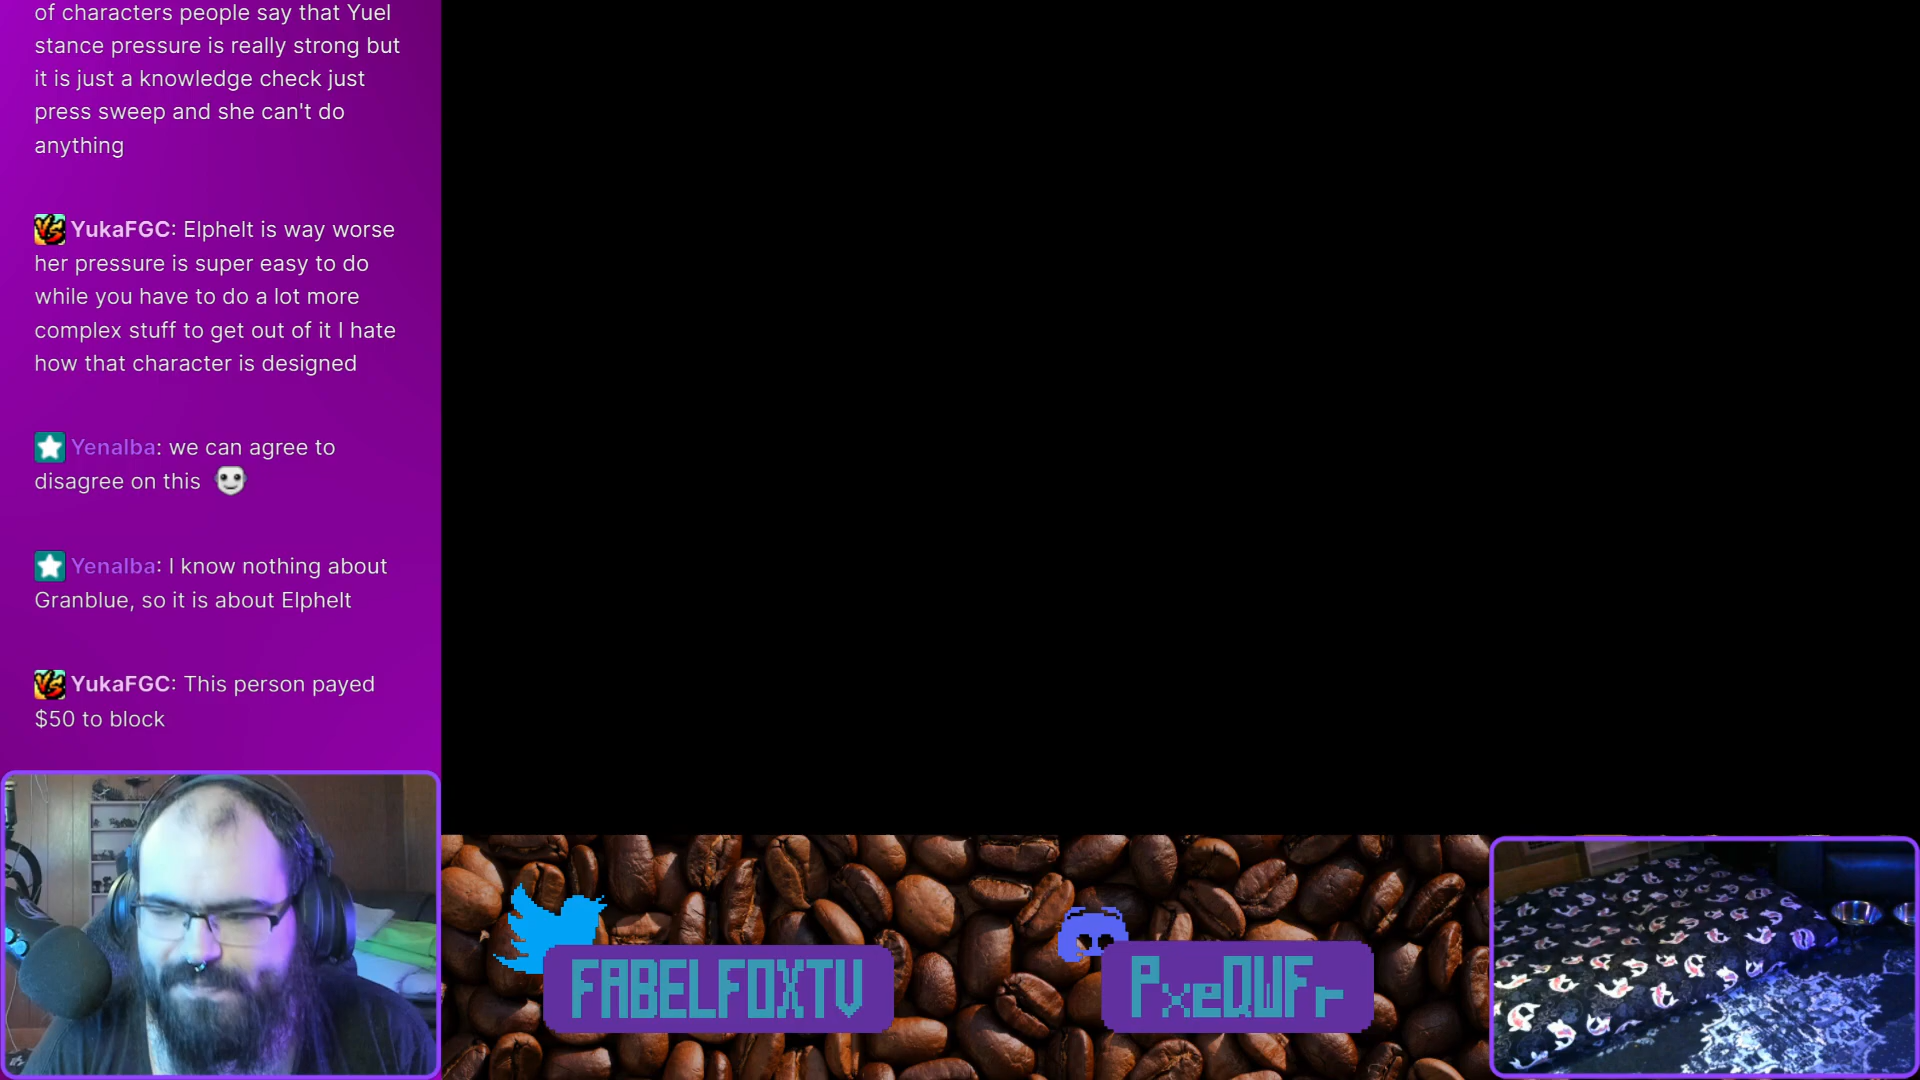 of characters people say that Yuel
stance pressure is really strong but
it is just a knowledge check just
press sweep and she can't do
anything
YukaFGC: Elphelt is way worse
her pressure is super easy to do
while you have to do a lot more
complex stuff to get out of it I hate
how that character is designed
Yenalba: we can agree to
disagree on this
Yenalba: I know nothing about
Granblue, so it is about Elphelt
YukaFGC: This person payed
$50 to block
FABELFOXTV
PxeQWFr